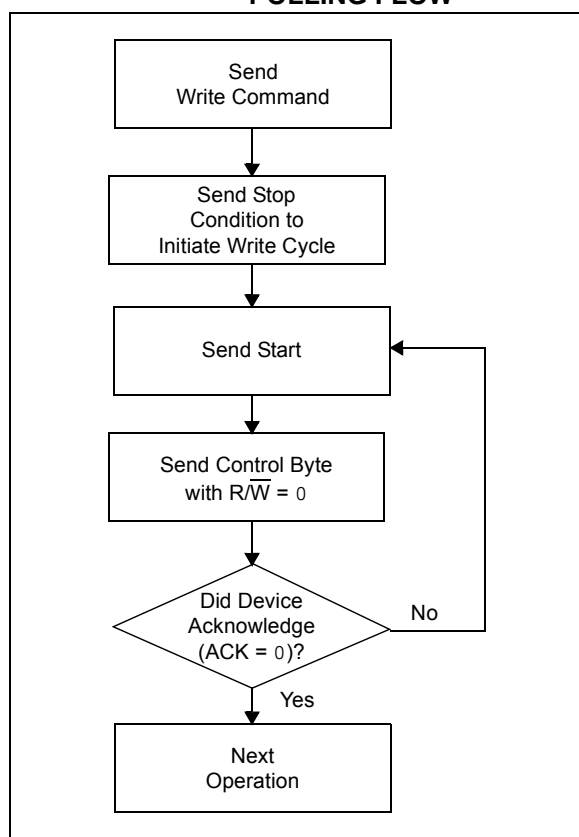 POLLING FLOW
Send
Write Command
Send Stop
Condition to
Initiate Write Cycle
Send Start
Send Control Byte
with R/W̅ = 0
Did Device
Acknowledge
(ACK = 0)?
No
Yes
Next
Operation